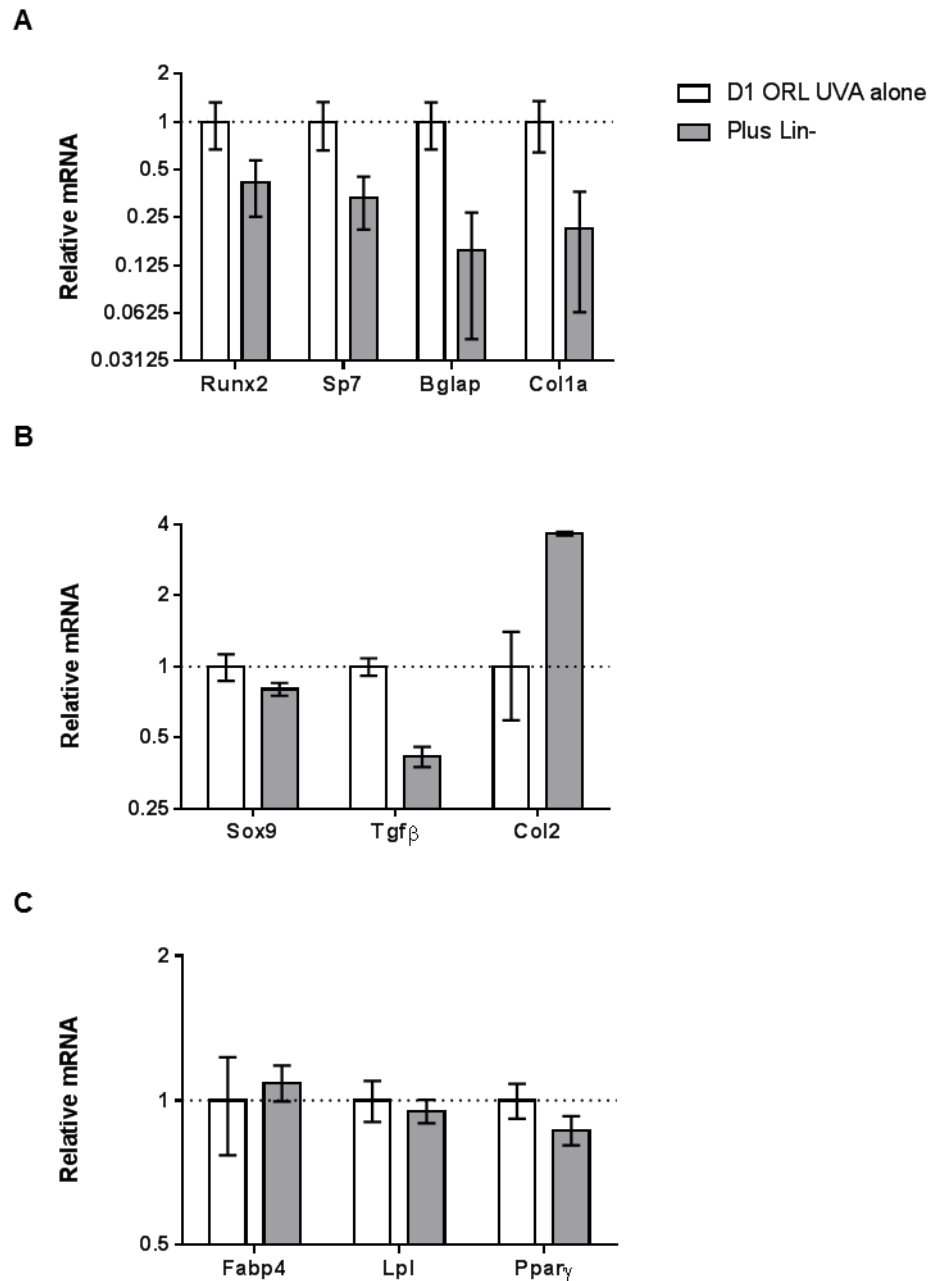 A
Relative mRNA
2
1
0.5
0.25
0.125
0.0625
0.03125
Runx2 Sp7 Bglap Col1a
D1 ORL UVA alone
Plus Lin-
B
Relative mRNA
4
2
1
0.5
0.25
Sox9 Tgfβ Col2
C
Relative mRNA
2
1
0.5
Fabp4 Lpl Pparγ